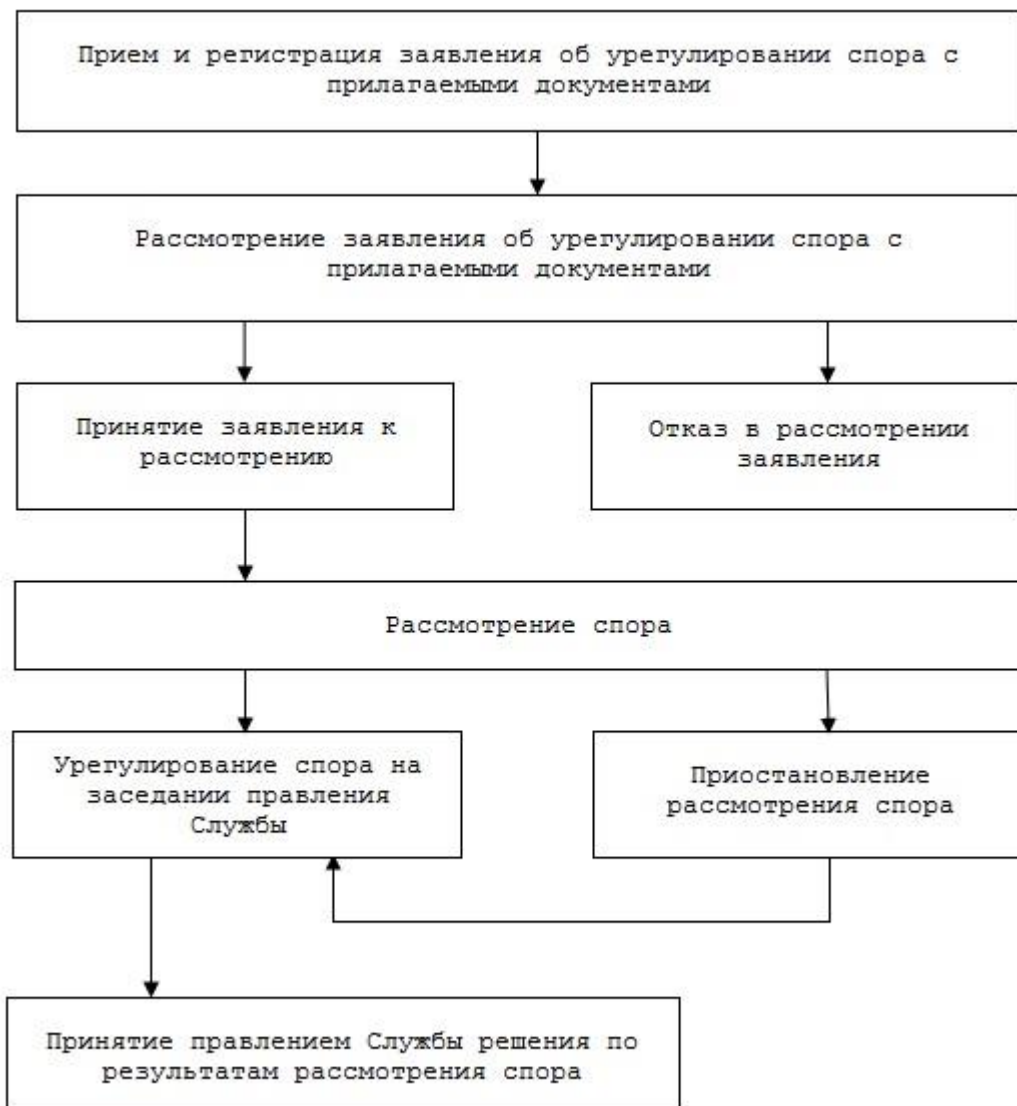 Прием и регистрация заявления об урегулировании спора с
прилагаемыми документами
Рассмотрение заявления об урегулировании спора с
прилагаемыми документами
Принятие заявления к
рассмотрению
Отказ в рассмотрении
заявления
Рассмотрение спора
Урегулирование спора на
заседании правления
Службы
Приостановление
рассмотрения спора
Принятие правлением Службы решения по
результатам рассмотрения спора